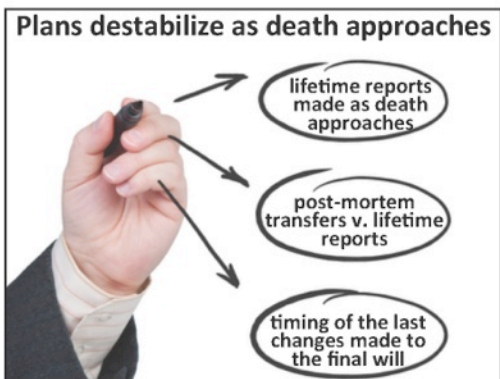 Plans destabilize as death approaches
lifetime reports
made as death
approaches
post-mortem
transfers v. lifetime
reports
timing of the last
changes made to
the final will